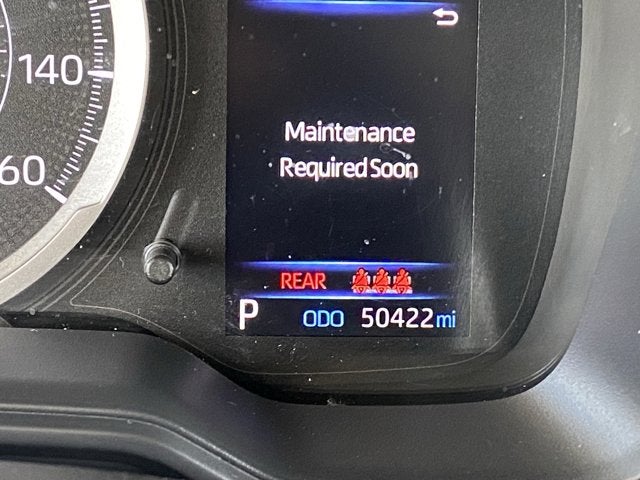 140
60
Maintenance
Required Soon
REAR
P ODO 50422 mi